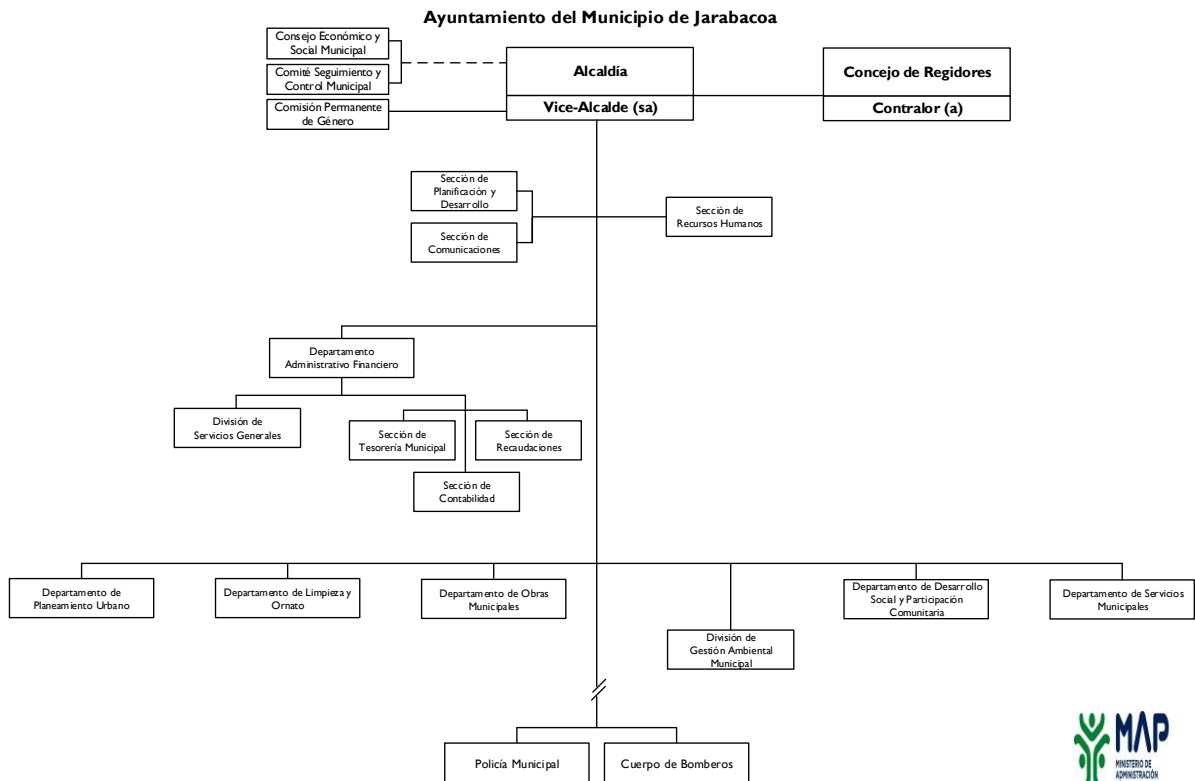 Ayuntamiento del Municipio de Jarabacoa
Consejo Económico y
Social Municipal
Comité Seguimiento y
Control Municipal
Comisión Permanente
de Género
Alcaldía
Vice-Alcalde (sa)
Concejo de Regidores
Contralor (a)
Sección de
Planificación y
Desarrollo
Sección de
Comunicaciones
Sección de
Recursos Humanos
Departamento
Administrativo Financiero
División de
Servicios Generales
Sección de
Tesorería Municipal
Sección de
Recaudaciones
Sección de
Contabilidad
Departamento de
Planeamiento Urbano
Departamento de Limpieza y
Ornato
Departamento de Obras
Municipales
División de
Gestión Ambiental
Municipal
Departamento de Desarrollo
Social y Participación
Comunitaria
Departamento de Servicios
Municipales
Policía Municipal
Cuerpo de Bomberos
MAP
MINISTERIO DE
ADMINISTRACIÓN